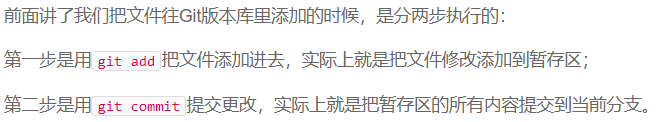 前面讲了我们把文件往Git版本库里添加的时候，是分两步执行的：
第一步是用git add把文件添加进去，实际上就是把文件修改添加到暂存区；
第二步是用git commit提交更改，实际上就是把暂存区的所有内容提交到当前分支。